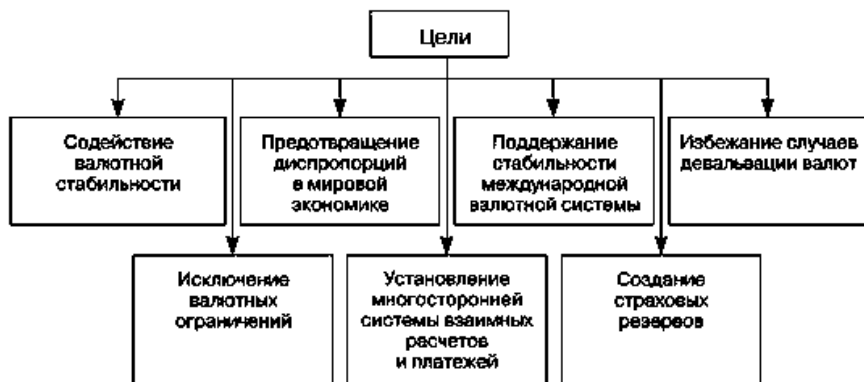 Цели
Содействие
валютной
стабильности
Предотвращение
диспропорций
в мировой
экономике
Поддержание
стабильности
международной
валютной системы
Избежание случаев
девальвации валют
Исключение
валютных
ограничений
Установление
многосторонней
системы взаимных
расчетов
и платежей
Создание
страховых
резервов